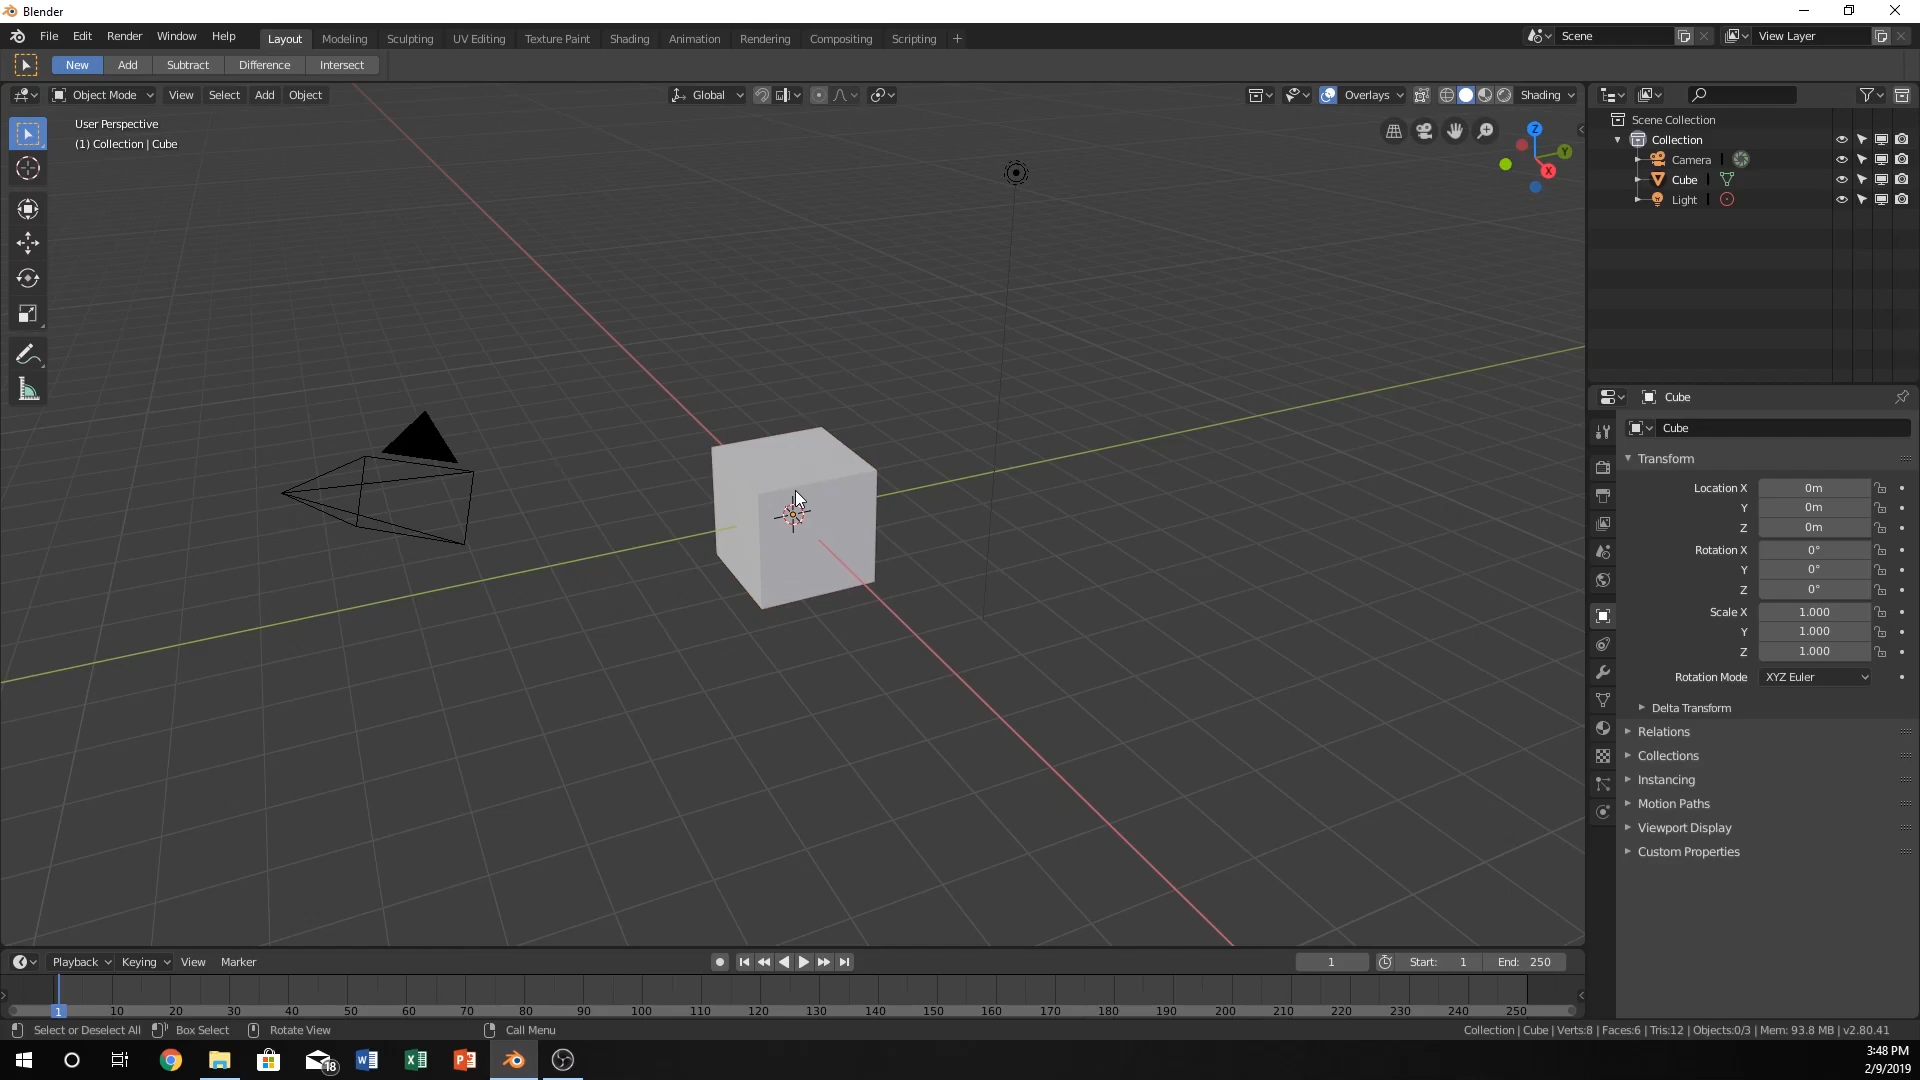 Blender
File Edit Render Window Help Layout Modeling Sculpting UV Editing Texture Paint Shading Animation Rendering Compositing Scripting + Scene View Layer
New Add Subtract Difference Intersect
Object Mode View Select Add Object Global Overlays Shading
User Perspective
(1) Collection | Cube
Z
Y
X
Scene Collection
Collection
Camera
Cube
Light
Cube
Cube
Transform
Location X 0m
Y 0m
Z 0m
Rotation X 0°
Y 0°
Z 0°
Scale X 1.000
Y 1.000
Z 1.000
Rotation Mode XYZ Euler
Delta Transform
Relations
Collections
Instancing
Motion Paths
Viewport Display
Custom Properties
Playback Keying View Marker 1 Start: 1 End: 250
1 10 20 30 40 50 60 70 80 90 100 110 120 130 140 150 160 170 180 190 200 210 220 230 240 250
Select or Deselect All Box Select Rotate View Call Menu Collection | Cube | Verts:8 | Faces:6 | Tris:12 | Objects:0/3 | Mem: 93.8 MB | v2.80.41
18 W X P 3:48 PM
2/9/2019